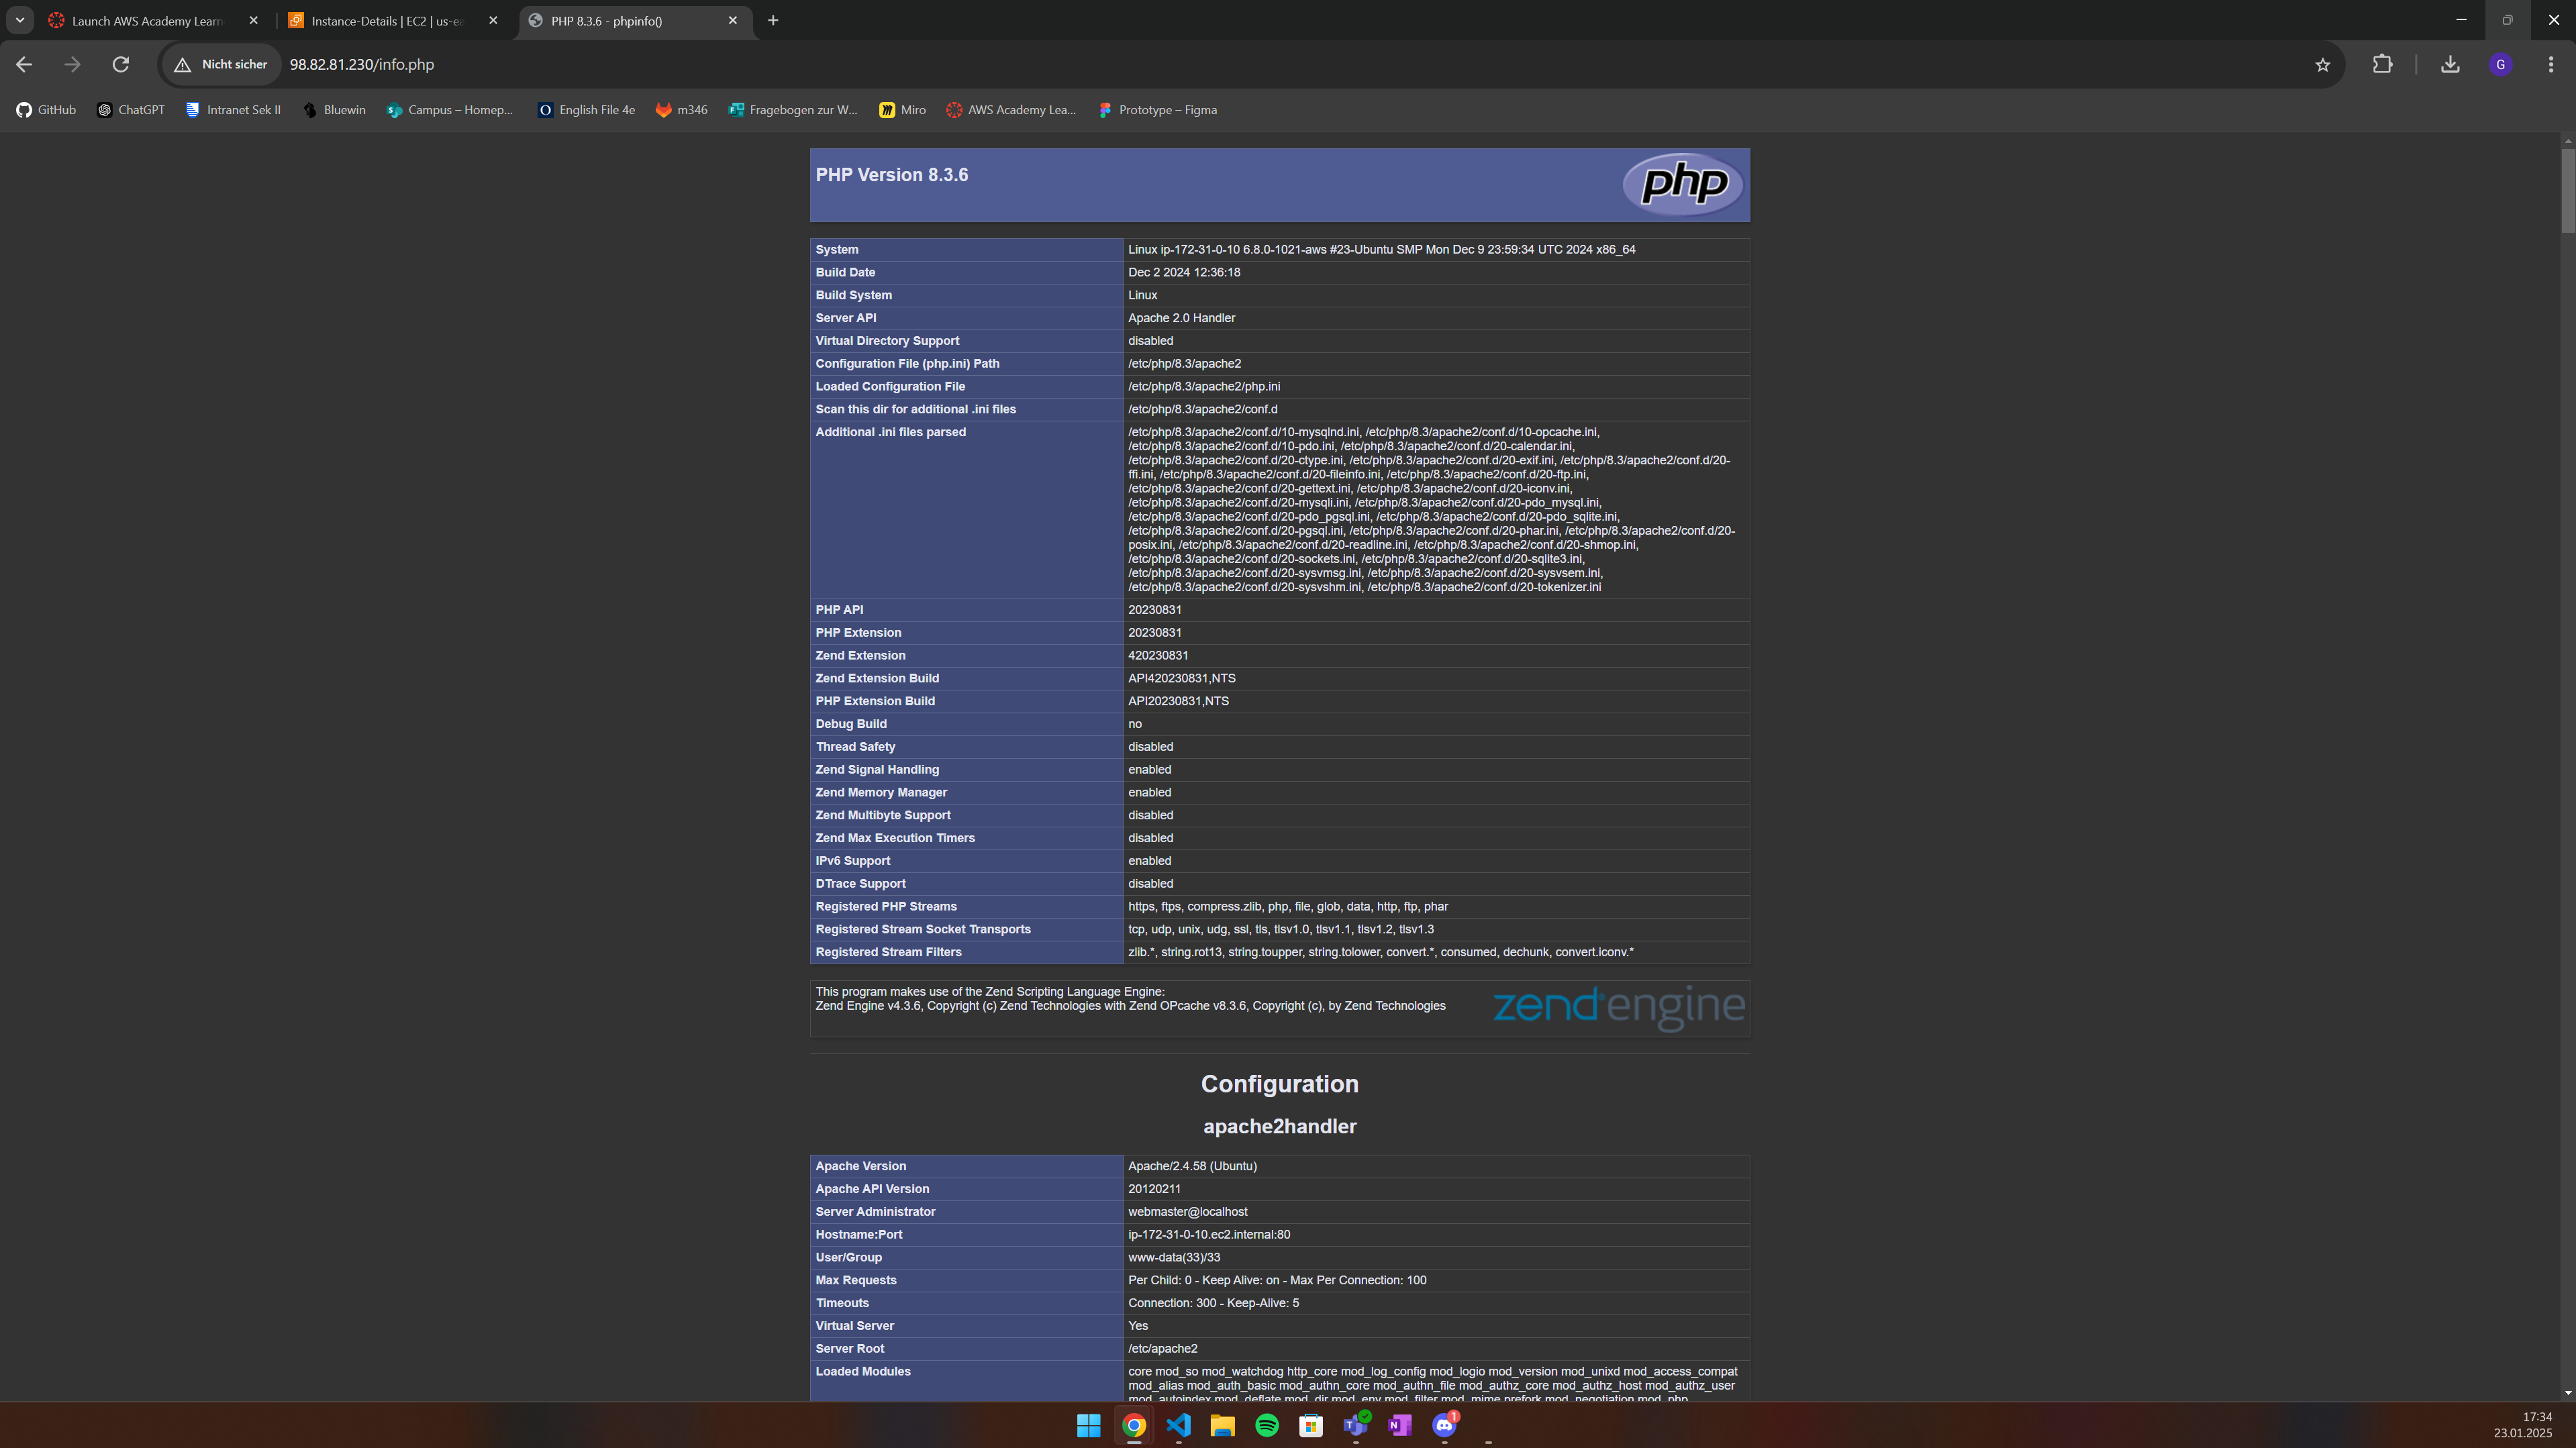 Launch AWS Academy Learn
Instance-Details | EC2 | us-ea
PHP 8.3.6 - phpinfo()
Nicht sicher
98.82.81.230/info.php
G
GitHub
ChatGPT
Intranet Sek II
Bluewin
Campus – Homep...
English File 4e
m346
Fragebogen zur W...
Miro
AWS Academy Lea...
Prototype – Figma
PHP Version 8.3.6
php
System Linux ip-172-31-0-10 6.8.0-1021-aws #23-Ubuntu SMP Mon Dec 9 23:59:34 UTC 2024 x86_64
Build Date Dec 2 2024 12:36:18
Build System Linux
Server API Apache 2.0 Handler
Virtual Directory Support disabled
Configuration File (php.ini) Path /etc/php/8.3/apache2
Loaded Configuration File /etc/php/8.3/apache2/php.ini
Scan this dir for additional .ini files /etc/php/8.3/apache2/conf.d
Additional .ini files parsed /etc/php/8.3/apache2/conf.d/10-mysqlnd.ini, /etc/php/8.3/apache2/conf.d/10-opcache.ini,
/etc/php/8.3/apache2/conf.d/10-pdo.ini, /etc/php/8.3/apache2/conf.d/20-calendar.ini,
/etc/php/8.3/apache2/conf.d/20-ctype.ini, /etc/php/8.3/apache2/conf.d/20-exif.ini, /etc/php/8.3/apache2/conf.d/20-
ffi.ini, /etc/php/8.3/apache2/conf.d/20-fileinfo.ini, /etc/php/8.3/apache2/conf.d/20-ftp.ini,
/etc/php/8.3/apache2/conf.d/20-gettext.ini, /etc/php/8.3/apache2/conf.d/20-iconv.ini,
/etc/php/8.3/apache2/conf.d/20-mysqli.ini, /etc/php/8.3/apache2/conf.d/20-pdo_mysql.ini,
/etc/php/8.3/apache2/conf.d/20-pdo_pgsql.ini, /etc/php/8.3/apache2/conf.d/20-pdo_sqlite.ini,
/etc/php/8.3/apache2/conf.d/20-pgsql.ini, /etc/php/8.3/apache2/conf.d/20-phar.ini, /etc/php/8.3/apache2/conf.d/20-
posix.ini, /etc/php/8.3/apache2/conf.d/20-readline.ini, /etc/php/8.3/apache2/conf.d/20-shmop.ini,
/etc/php/8.3/apache2/conf.d/20-sockets.ini, /etc/php/8.3/apache2/conf.d/20-sqlite3.ini,
/etc/php/8.3/apache2/conf.d/20-sysvmsg.ini, /etc/php/8.3/apache2/conf.d/20-sysvsem.ini,
/etc/php/8.3/apache2/conf.d/20-sysvshm.ini, /etc/php/8.3/apache2/conf.d/20-tokenizer.ini
PHP API 20230831
PHP Extension 20230831
Zend Extension 420230831
Zend Extension Build API420230831,NTS
PHP Extension Build API20230831,NTS
Debug Build no
Thread Safety disabled
Zend Signal Handling enabled
Zend Memory Manager enabled
Zend Multibyte Support disabled
Zend Max Execution Timers disabled
IPv6 Support enabled
DTrace Support disabled
Registered PHP Streams https, ftps, compress.zlib, php, file, glob, data, http, ftp, phar
Registered Stream Socket Transports tcp, udp, unix, udg, ssl, tls, tlsv1.0, tlsv1.1, tlsv1.2, tlsv1.3
Registered Stream Filters zlib.*, string.rot13, string.toupper, string.tolower, convert.*, consumed, dechunk, convert.iconv.*
This program makes use of the Zend Scripting Language Engine:
Zend Engine v4.3.6, Copyright (c) Zend Technologies with Zend OPcache v8.3.6, Copyright (c), by Zend Technologies
zend engine
Configuration
apache2handler
Apache Version Apache/2.4.58 (Ubuntu)
Apache API Version 20120211
Server Administrator webmaster@localhost
Hostname:Port ip-172-31-0-10.ec2.internal:80
User/Group www-data(33)/33
Max Requests Per Child: 0 - Keep Alive: on - Max Per Connection: 100
Timeouts Connection: 300 - Keep-Alive: 5
Virtual Server Yes
Server Root /etc/apache2
Loaded Modules core mod_so mod_watchdog http_core mod_log_config mod_logio mod_version mod_unixd mod_access_compat
mod_alias mod_auth_basic mod_authn_core mod_authn_file mod_authz_core mod_authz_host mod_authz_user
mod_autoindex mod_deflate mod_dir mod_env mod_filter mod_mime prefork mod_negotiation mod_php
1
17:34
23.01.2025